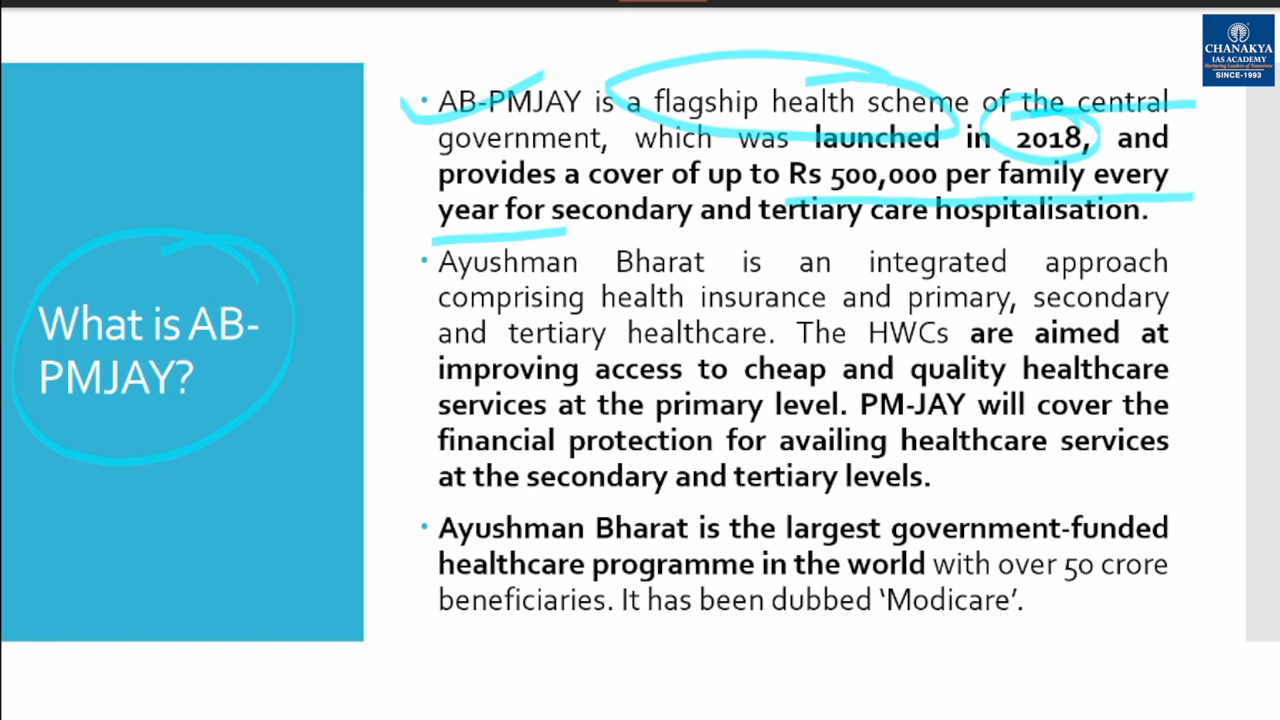 CHANAKYA
IAS ACADEMY
Nurturing Leaders of Tomorrow
SINCE-1993
What is AB-
PMJAY?
• AB-PMJAY is a flagship health scheme of the central
government, which was launched in 2018, and
provides a cover of up to Rs 500,000 per family every
year for secondary and tertiary care hospitalisation.
• Ayushman Bharat is an integrated approach
comprising health insurance and primary, secondary
and tertiary healthcare. The HWCs are aimed at
improving access to cheap and quality healthcare
services at the primary level. PM-JAY will cover the
financial protection for availing healthcare services
at the secondary and tertiary levels.
• Ayushman Bharat is the largest government-funded
healthcare programme in the world with over 50 crore
beneficiaries. It has been dubbed ‘Modicare’.